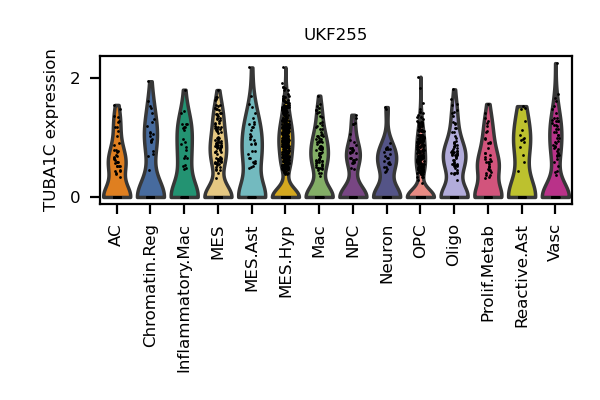 UKF255
TUBA1C expression
2
0
AC
Chromatin.Reg
Inflammatory.Mac
MES
MES.Ast
MES.Hyp
Mac
NPC
Neuron
OPC
Oligo
Prolif.Metab
Reactive.Ast
Vasc